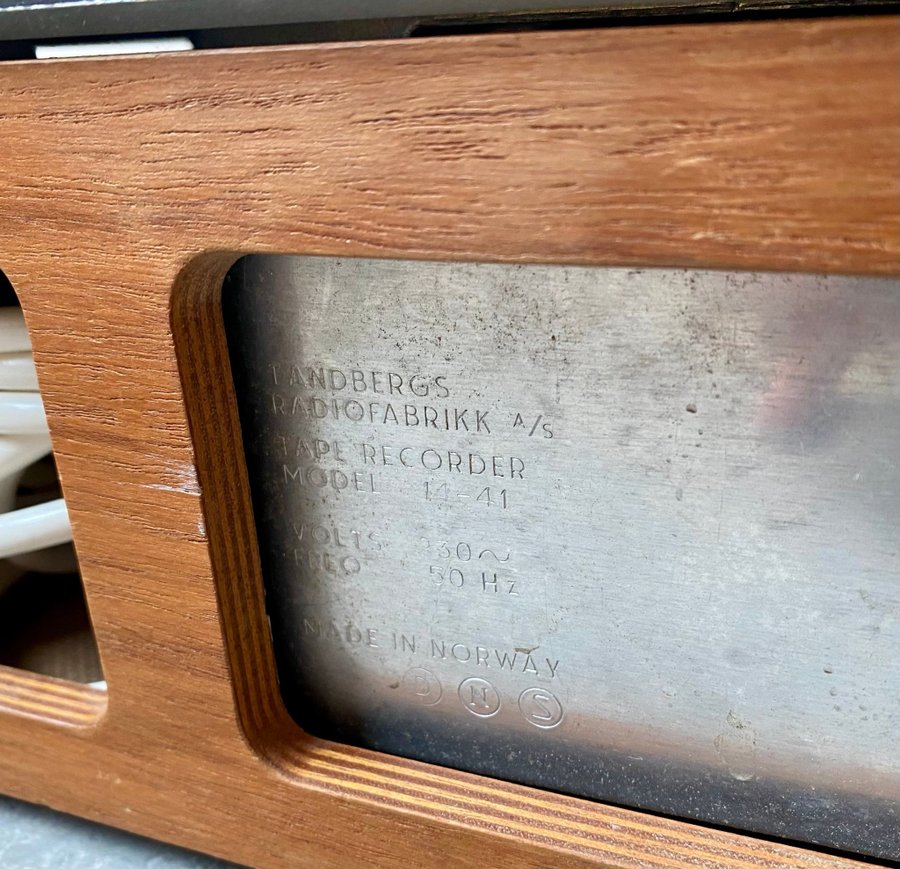 TANDBERGS
RADIOFABRIKK A/S
TAPE RECORDER
MODEL 14-41
VOLTS 230~
FREQ 50 Hz
MADE IN NORWAY
D N S